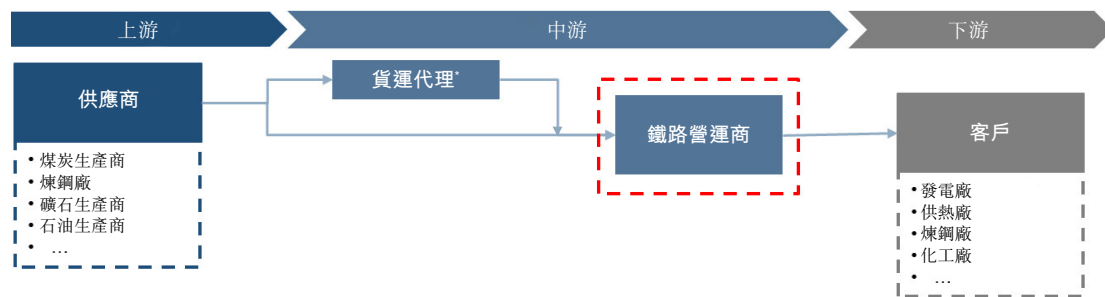 上游
中游
下游
供應商
• 煤炭生產商
• 煉鋼廠
• 礦石生產商
• 石油生產商
• …
貨運代理*
鐵路營運商
客戶
• 發電廠
• 供熱廠
• 煉鋼廠
• 化工廠
• …